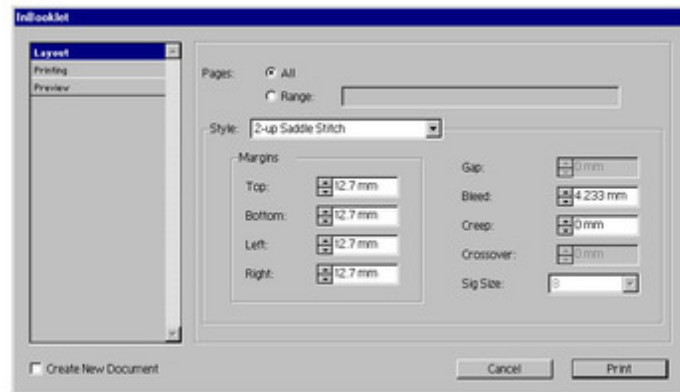 InBooklet
Layout
Printing
Preview
Pages: All
Range:
Style: 2-up Saddle Stitch
Margins
Top: 12.7 mm
Bottom: 12.7 mm
Left: 12.7 mm
Right: 12.7 mm
Gap: 0 mm
Bleed: 4.233 mm
Creep: 0 mm
Crossover: 0 mm
Sig Size: 8
Create New Document
Cancel
Print